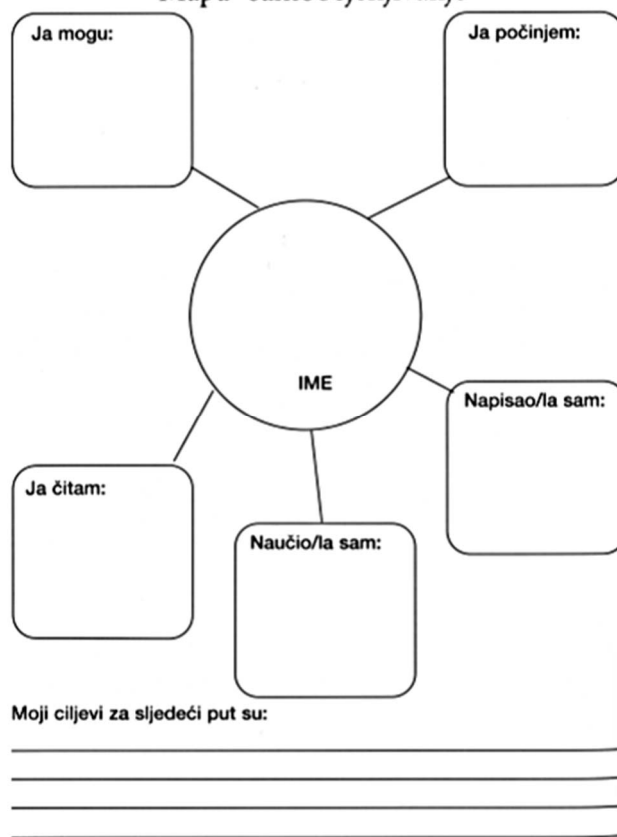 Ja mogu:
Ja počinjem:
IME
Napisao/la sam:
Ja čitam:
Naučio/la sam:
Moji ciljevi za sljedeći put su: